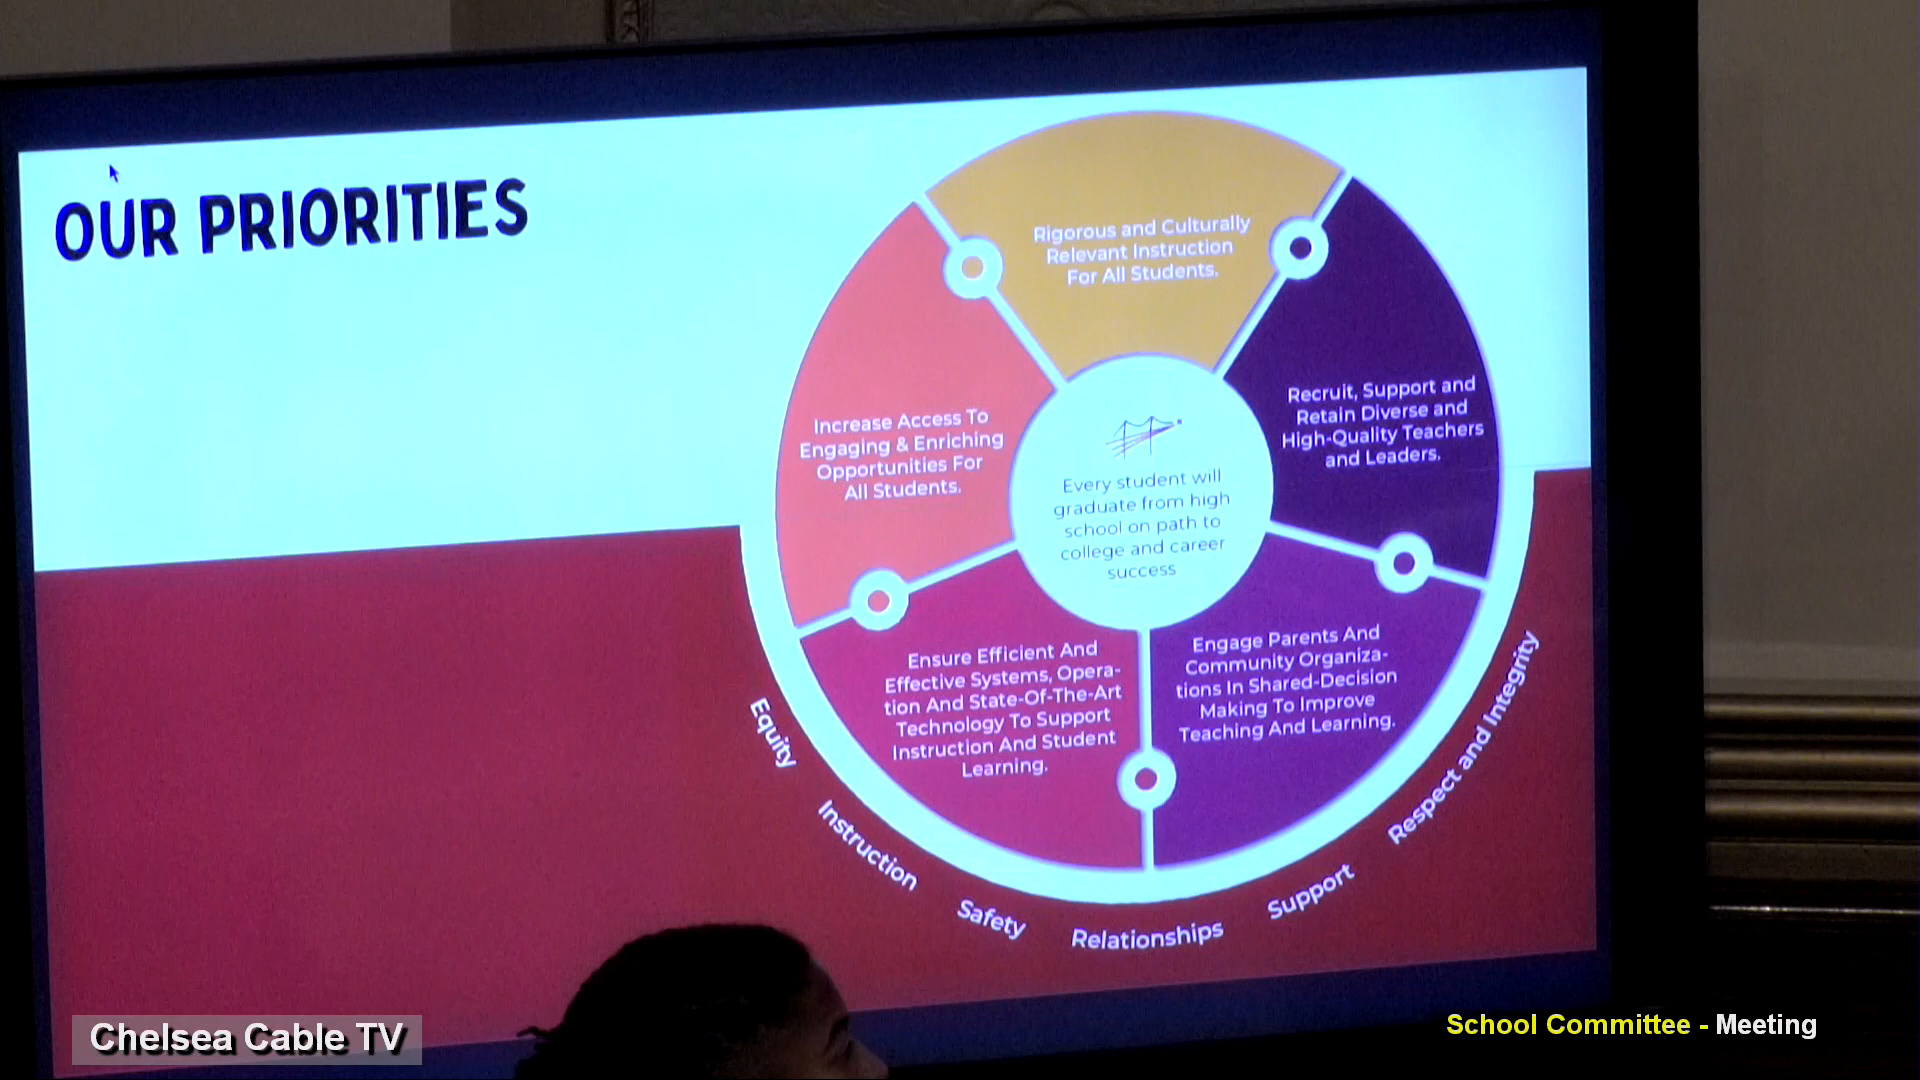 OUR PRIORITIES
Rigorous and Culturally
Relevant Instruction
For All Students.
Recruit, Support and
Retain Diverse and
High-Quality Teachers
and Leaders.
Increase Access To
Engaging & Enriching
Opportunities For
All Students.
Every student will
graduate from high
school on path to
college and career
success
Ensure Efficient And
Effective Systems, Opera-
tion And State-Of-The-Art
Technology To Support
Instruction And Student
Learning.
Engage Parents And
Community Organiza-
tions In Shared-Decision
Making To Improve
Teaching And Learning.
Equity
Instruction
Safety
Relationships
Support
Respect and Integrity
Chelsea Cable TV
School Committee - Meeting